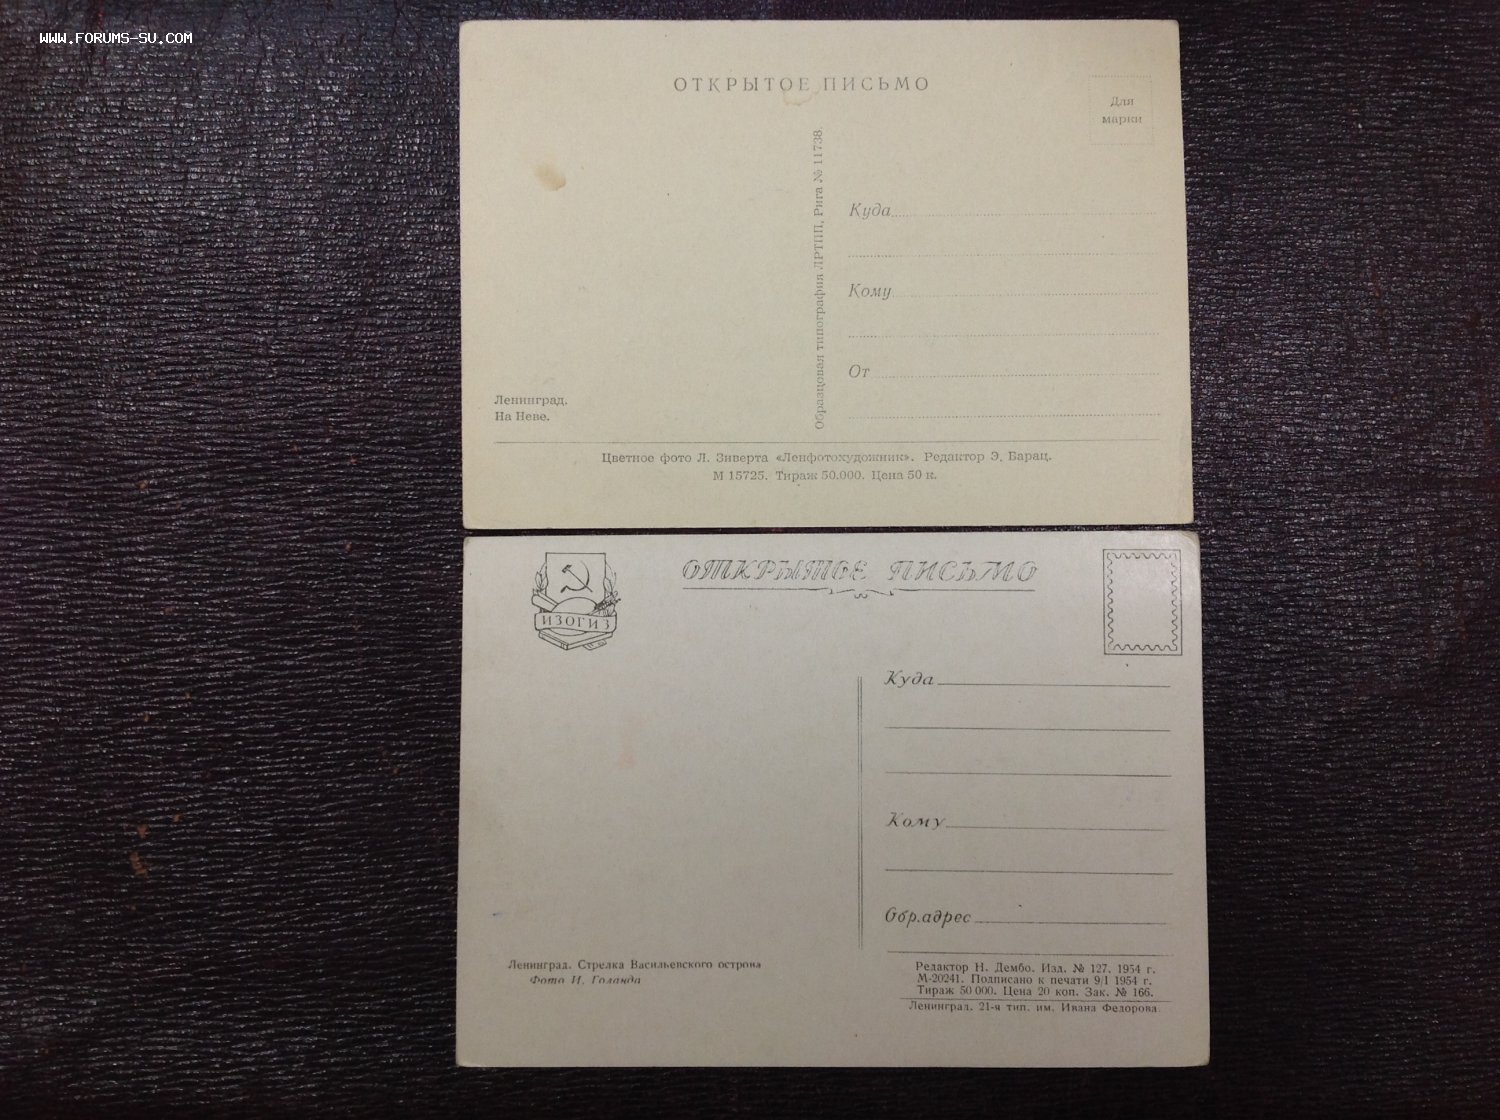 WWW.FORUMS-SU.COM
ОТКРЫТОЕ ПИСЬМО
Для
марки
Образцовая типография ЛРТПП, Рига № 11738.
Куда
Кому
От
Ленинград.
На Неве.
Цветное фото Л. Зиверта «Ленфотохудожник». Редактор Э. Барац.
М 15725. Тираж 50.000. Цена 50 к.
ИЗОГИЗ
ОТКРЫТОЕ ПИСЬМО
Куда
Кому
Обр.адрес
Ленинград. Стрелка Васильевского острова
Фото И. Голанда
Редактор Н. Дембо. Изд. № 127. 1954 г.
М-20241. Подписано к печати 9/I 1954 г.
Тираж 50 000. Цена 20 коп. Зак. № 166.
Ленинград. 21-я тип. им. Ивана Федорова.